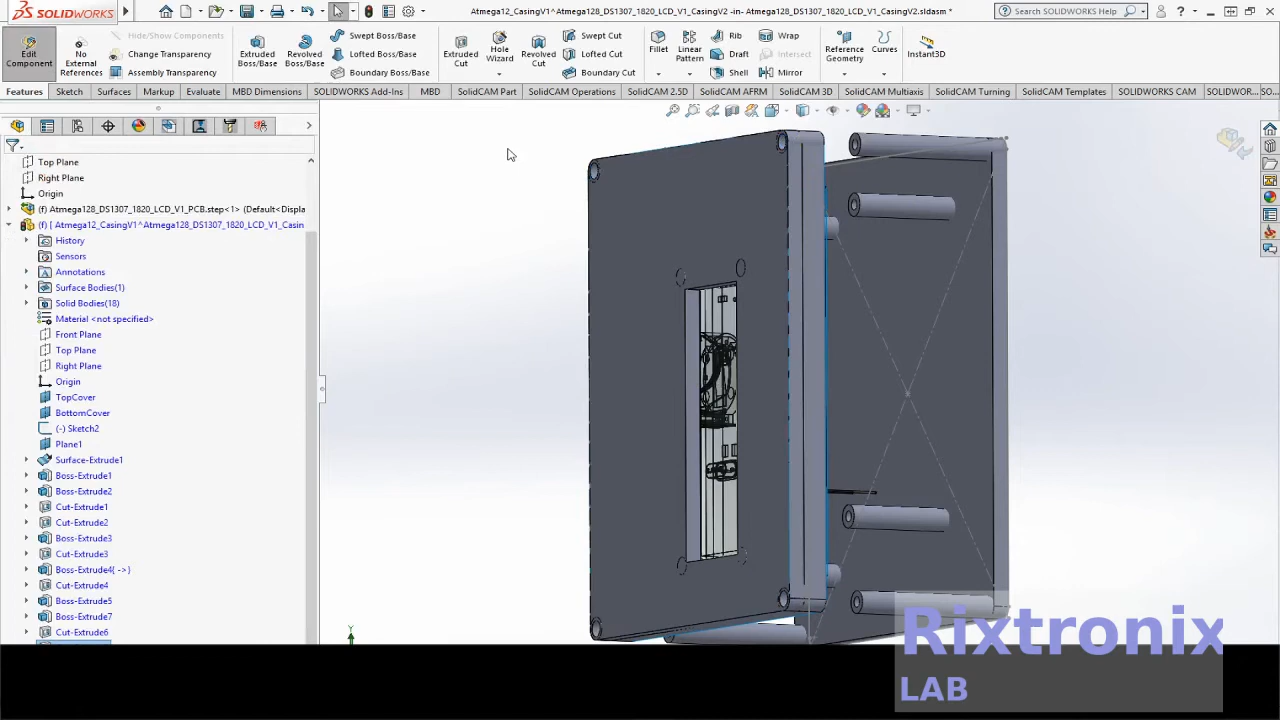 SOLIDWORKS
Atmega12_CasingV1^Atmega128_DS1307_1820_LCD_V1_CasingV2 -in- Atmega128_DS1307_1820_LCD_V1_CasingV2.sldasm *
Search SOLIDWORKS Help
Edit Component
No External References
Hide/Show Components
Change Transparency
Assembly Transparency
Extruded Boss/Base
Revolved Boss/Base
Swept Boss/Base
Lofted Boss/Base
Boundary Boss/Base
Extruded Cut
Hole Wizard
Revolved Cut
Swept Cut
Lofted Cut
Boundary Cut
Fillet
Linear Pattern
Rib
Draft
Shell
Wrap
Intersect
Mirror
Reference Geometry
Curves
Instant3D
Features Sketch Surfaces Markup Evaluate MBD Dimensions SOLIDWORKS Add-Ins MBD SolidCAM Part SolidCAM Operations SolidCAM 2.5D SolidCAM AFRM SolidCAM 3D SolidCAM Multiaxis SolidCAM Turning SolidCAM Templates SOLIDWORKS CAM SOLIDWOR... SO...
Top Plane
Right Plane
Origin
(f) Atmega128_DS1307_1820_LCD_V1_PCB.step<1> (Default<Displa
(f) [ Atmega12_CasingV1^Atmega128_DS1307_1820_LCD_V1_Casin
History
Sensors
Annotations
Surface Bodies(1)
Solid Bodies(18)
Material <not specified>
Front Plane
Top Plane
Right Plane
Origin
TopCover
BottomCover
(-) Sketch2
Plane1
Surface-Extrude1
Boss-Extrude1
Boss-Extrude2
Cut-Extrude1
Cut-Extrude2
Boss-Extrude3
Cut-Extrude3
Boss-Extrude4{ ->}
Cut-Extrude4
Boss-Extrude5
Boss-Extrude7
Cut-Extrude6
Y
Rixtronix
LAB